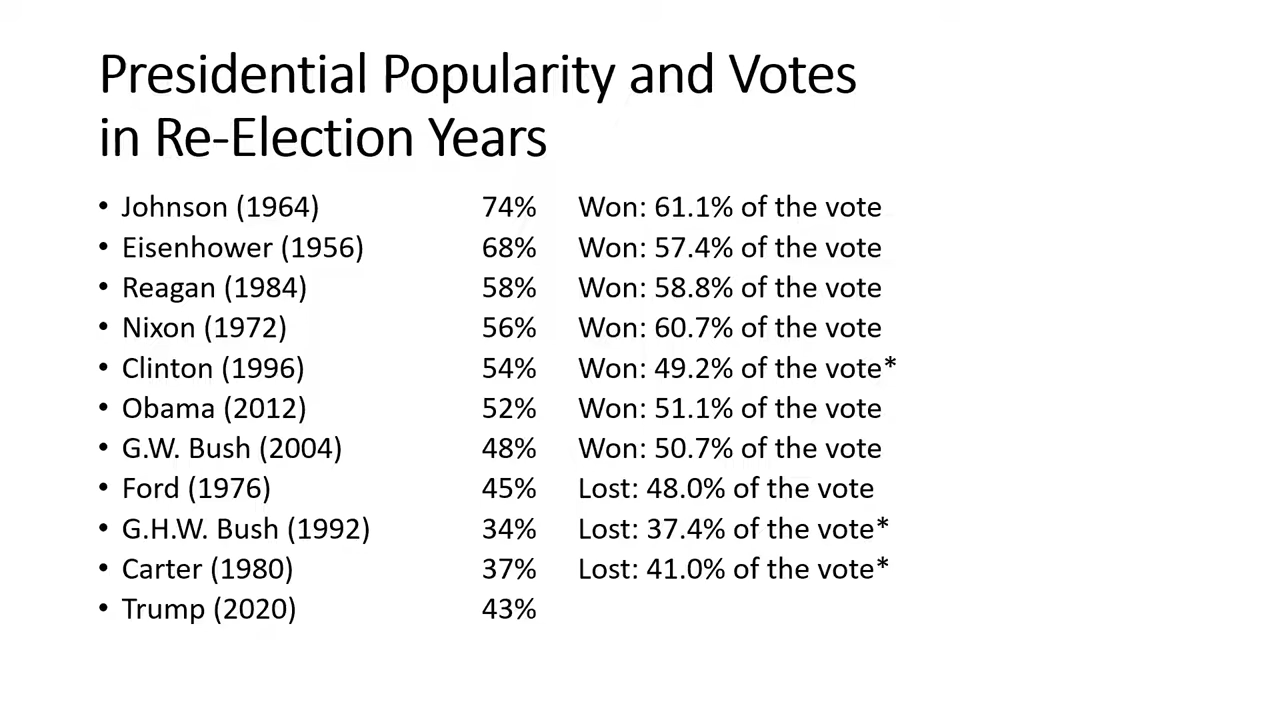 Presidential Popularity and Votes
in Re-Election Years
• Johnson (1964) 74% Won: 61.1% of the vote
• Eisenhower (1956) 68% Won: 57.4% of the vote
• Reagan (1984) 58% Won: 58.8% of the vote
• Nixon (1972) 56% Won: 60.7% of the vote
• Clinton (1996) 54% Won: 49.2% of the vote*
• Obama (2012) 52% Won: 51.1% of the vote
• G.W. Bush (2004) 48% Won: 50.7% of the vote
• Ford (1976) 45% Lost: 48.0% of the vote
• G.H.W. Bush (1992) 34% Lost: 37.4% of the vote*
• Carter (1980) 37% Lost: 41.0% of the vote*
• Trump (2020) 43%